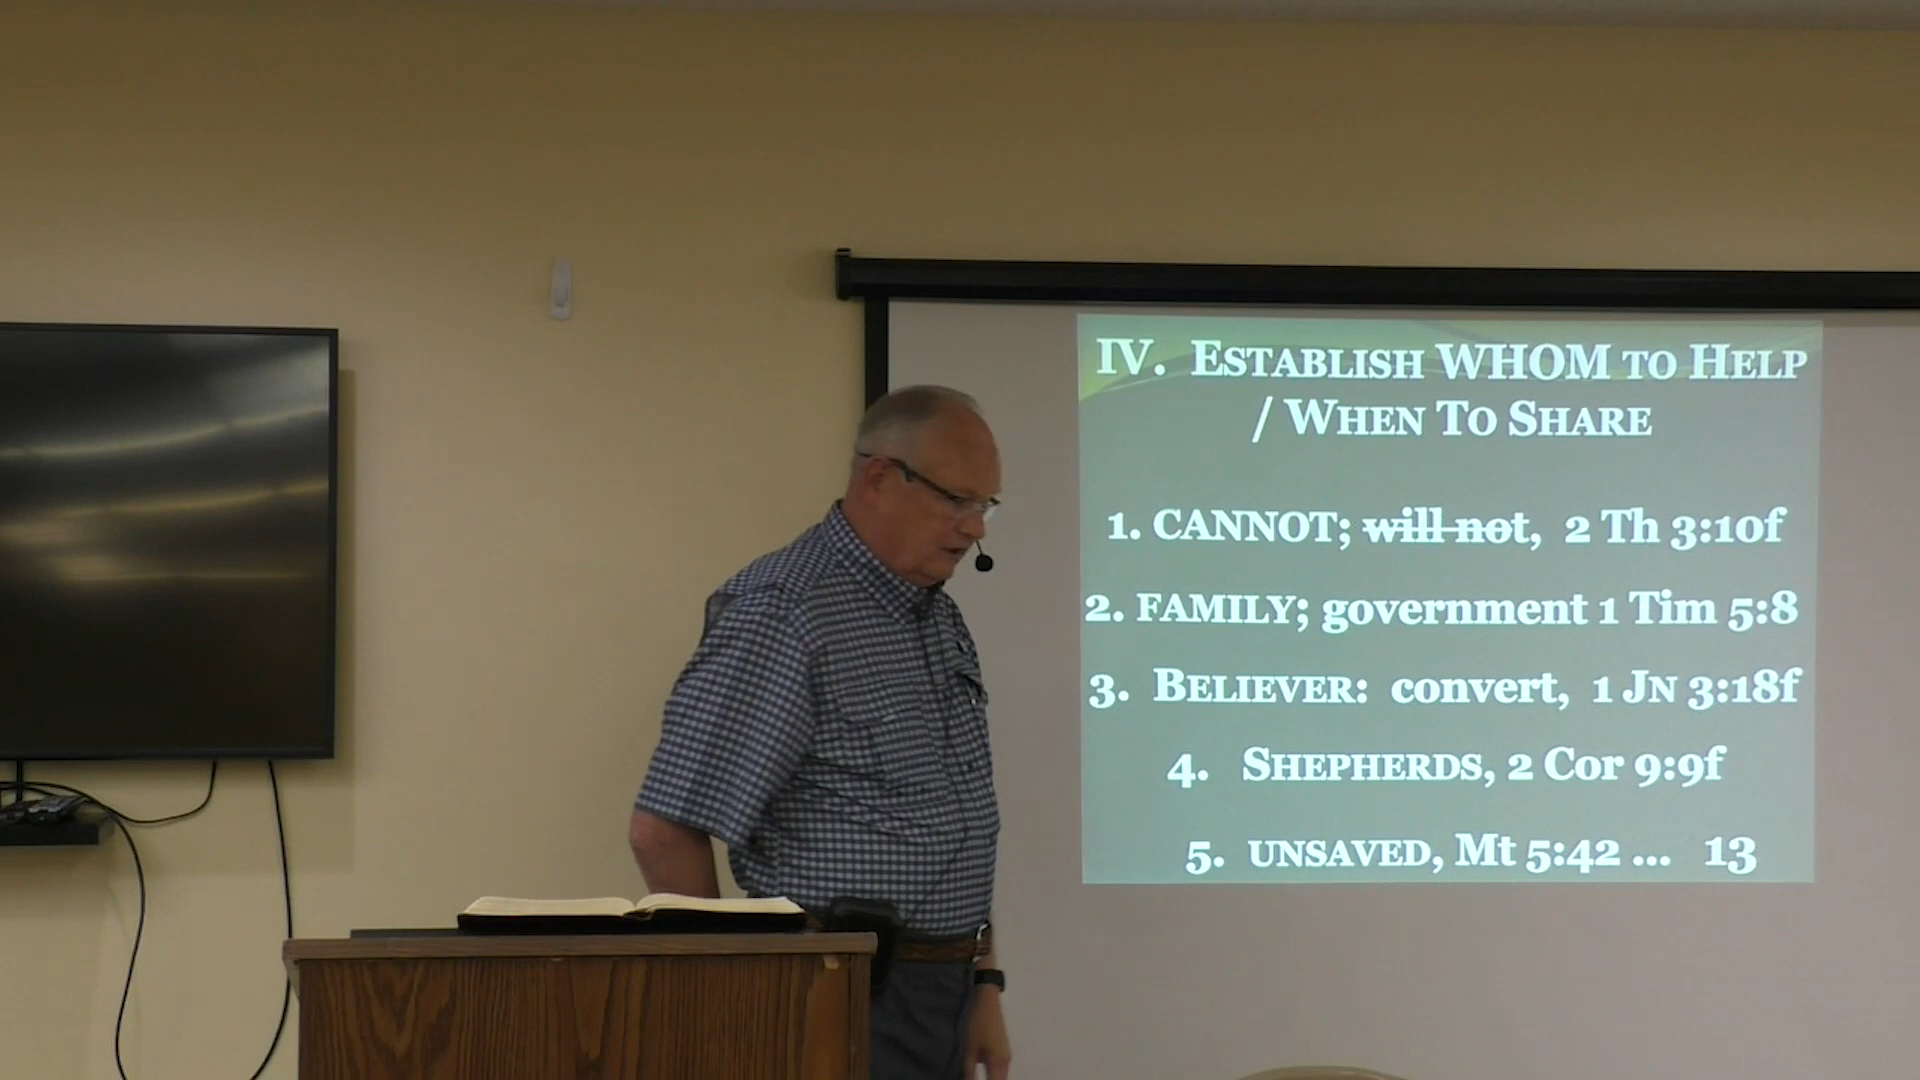 IV. ESTABLISH WHOM TO HELP
/ WHEN TO SHARE
1. CANNOT; will not, 2 Th 3:10f
2. FAMILY; government 1 Tim 5:8
3. BELIEVER: convert, 1 JN 3:18f
4. SHEPHERDS, 2 Cor 9:9f
5. UNSAVED, Mt 5:42 ... 13